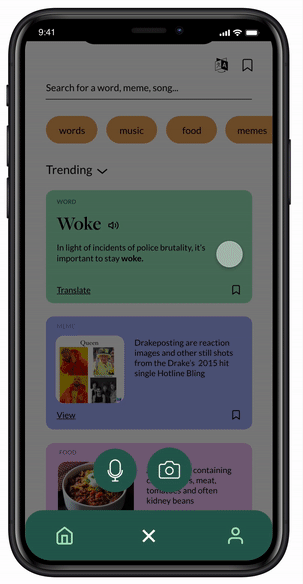 9:41
Search for a word, meme, song...
words music food memes
Trending
WORD
Woke
In light of incidents of police brutality, it's
important to stay woke.
Translate
MEME
Queen
Drakeposting are reaction
images and other still shots
from the Drake's 2015 hit
single Hotline Bling
View
FOOD
containing
meat,
tomatoes and often
kidney beans